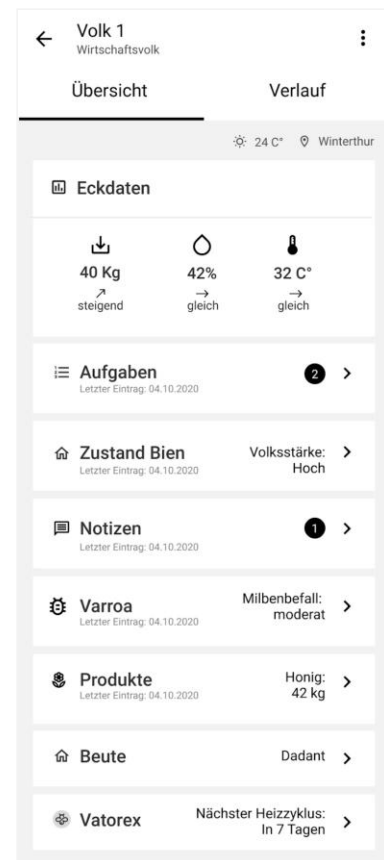 Volk 1
Wirtschaftsvolk
Übersicht Verlauf
24 C° Winterthur
Eckdaten
40 Kg 42% 32 C°
steigend gleich gleich
Aufgaben 2
Letzter Eintrag: 04.10.2020
Zustand Bien Volksstärke:
Letzter Eintrag: 04.10.2020 Hoch
Notizen 1
Letzter Eintrag: 04.10.2020
Varroa Milbenbefall:
Letzter Eintrag: 04.10.2020 moderat
Produkte Honig:
Letzter Eintrag: 04.10.2020 42 kg
Beute Dadant
Vatorex Nächster Heizzyklus:
In 7 Tagen